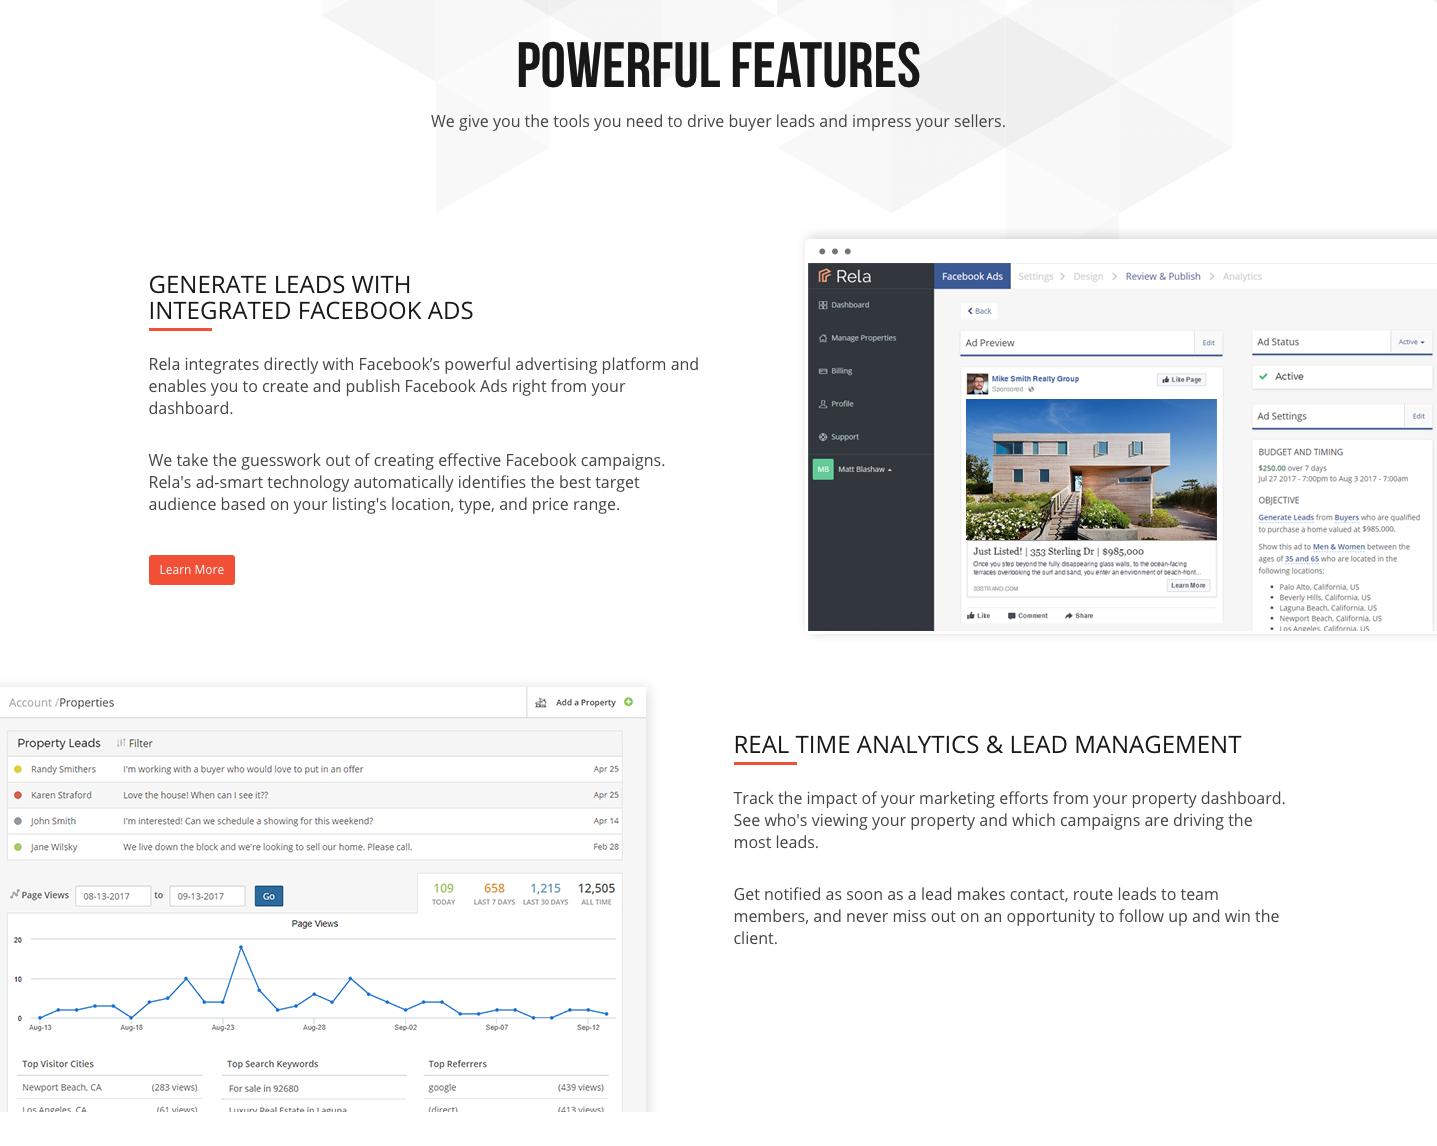 POWERFUL FEATURES
We give you the tools you need to drive buyer leads and impress your sellers.
GENERATE LEADS WITH
INTEGRATED FACEBOOK ADS
Rela integrates directly with Facebook’s powerful advertising platform and
enables you to create and publish Facebook Ads right from your
dashboard.
We take the guesswork out of creating effective Facebook campaigns.
Rela's ad-smart technology automatically identifies the best target
audience based on your listing's location, type, and price range.
Learn More
Rela
Facebook Ads Settings Design Review & Publish Analytics
Dashboard
Manage Properties
Billing
Profile
Support
MB Matt Blashaw
Back
Ad Preview Edit
Mike Smith Realty Group
Sponsored ·
Like Page
Just Listed! | 353 Sterling Dr | $985,000
Once you step beyond the fully disappearing glass walls, to the ocean-facing
terraces overlooking the surf and sand, you enter an environment of beach-front...
33STRAND.COM
Learn More
Like Comment Share
Ad Status Active
Active
Ad Settings Edit
BUDGET AND TIMING
$250.00 over 7 days
Jul 27 2017 - 7:00pm to Aug 3 2017 - 7:00am
OBJECTIVE
Generate Leads from Buyers who are qualified
to purchase a home valued at $985,000.
Show this ad to Men & Women between the
ages of 35 and 65 who are located in the
following locations:
• Palo Alto, California, US
• Beverly Hills, California, US
• Laguna Beach, California, US
• Newport Beach, California, US
• Los Angeles, California, US
Account /Properties
Add a Property
Property Leads Filter
Randy Smithers I'm working with a buyer who would love to put in an offer Apr 25
Karen Straford Love the house! When can I see it?? Apr 25
John Smith I'm interested! Can we schedule a showing for this weekend? Apr 14
Jane Wilsky We live down the block and we're looking to sell our home. Please call. Feb 28
Page Views 08-13-2017 to 09-13-2017 Go
109 658 1,215 12,505
TODAY LAST 7 DAYS LAST 30 DAYS ALL TIME
Page Views
20
10
0
Aug-13 Aug-18 Aug-23 Aug-28 Sep-02 Sep-07 Sep-12
Top Visitor Cities Top Search Keywords Top Referrers
Newport Beach, CA (283 views) For sale in 92680 google (439 views)
Los Angeles, CA (61 views) Luxury Real Estate in Laguna (direct) (413 views)
REAL TIME ANALYTICS & LEAD MANAGEMENT
Track the impact of your marketing efforts from your property dashboard.
See who's viewing your property and which campaigns are driving the
most leads.
Get notified as soon as a lead makes contact, route leads to team
members, and never miss out on an opportunity to follow up and win the
client.